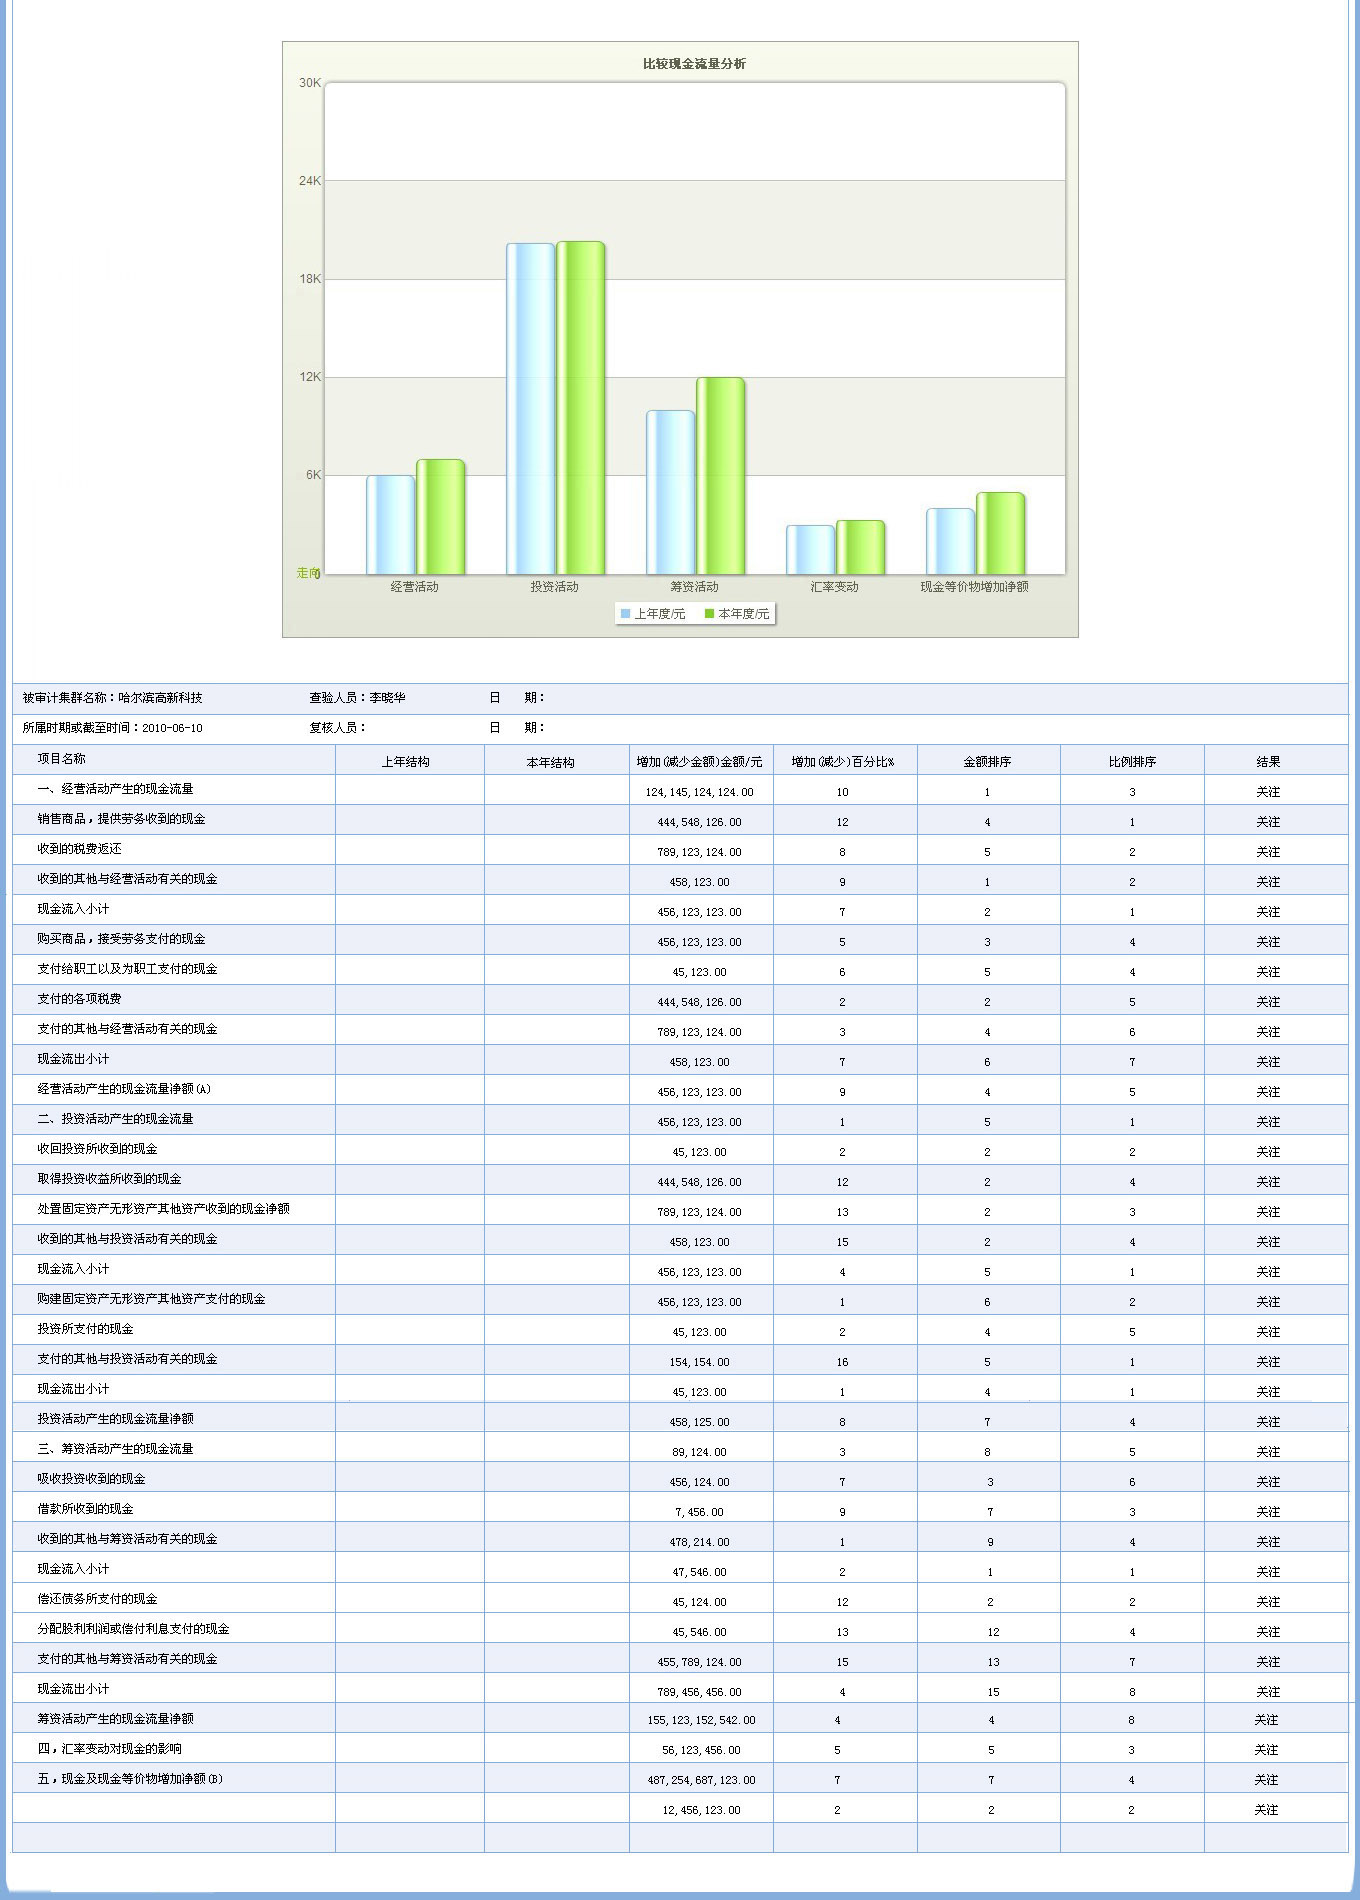 比较现金流量分析
30K
24K
18K
12K
6K
走向 0
经营活动 投资活动 筹资活动 汇率变动 现金等价物增加净额
上年度/元 本年度/元
被审计集群名称：哈尔滨高新科技 查验人员：李晓华 日 期：
所属时期或截至时间：2010-06-10 复核人员： 日 期：
项目名称 上年结构 本年结构 增加(减少金额)金额/元 增加(减少)百分比% 金额排序 比例排序 结果
一、经营活动产生的现金流量 124,145,124,124.00 10 1 3 关注
销售商品，提供劳务收到的现金 444,548,126.00 12 4 1 关注
收到的税费返还 789,123,124.00 8 5 2 关注
收到的其他与经营活动有关的现金 458,123.00 9 1 2 关注
现金流入小计 456,123,123.00 7 2 1 关注
购买商品，接受劳务支付的现金 456,123,123.00 5 3 4 关注
支付给职工以及为职工支付的现金 45,123.00 6 5 4 关注
支付的各项税费 444,548,126.00 2 2 5 关注
支付的其他与经营活动有关的现金 789,123,124.00 3 4 6 关注
现金流出小计 458,123.00 7 6 7 关注
经营活动产生的现金流量净额(A) 456,123,123.00 9 4 5 关注
二、投资活动产生的现金流量 456,123,123.00 1 5 1 关注
收回投资所收到的现金 45,123.00 2 2 2 关注
取得投资收益所收到的现金 444,548,126.00 12 2 4 关注
处置固定资产无形资产其他资产收到的现金净额 789,123,124.00 13 2 3 关注
收到的其他与投资活动有关的现金 458,123.00 15 2 4 关注
现金流入小计 456,123,123.00 4 5 1 关注
购建固定资产无形资产其他资产支付的现金 456,123,123.00 1 6 2 关注
投资所支付的现金 45,123.00 2 4 5 关注
支付的其他与投资活动有关的现金 154,154.00 16 5 1 关注
现金流出小计 45,123.00 1 4 1 关注
投资活动产生的现金流量净额 458,125.00 8 7 4 关注
三、筹资活动产生的现金流量 89,124.00 3 8 5 关注
吸收投资收到的现金 456,124.00 7 3 6 关注
借款所收到的现金 7,456.00 9 7 3 关注
收到的其他与筹资活动有关的现金 478,214.00 1 9 4 关注
现金流入小计 47,546.00 2 1 1 关注
偿还债务所支付的现金 45,124.00 12 2 2 关注
分配股利利润或偿付利息支付的现金 45,546.00 13 12 4 关注
支付的其他与筹资活动有关的现金 455,789,124.00 15 13 7 关注
现金流出小计 789,456,456.00 4 15 8 关注
筹资活动产生的现金流量净额 155,123,152,542.00 4 4 8 关注
四，汇率变动对现金的影响 56,123,456.00 5 5 3 关注
五，现金及现金等价物增加净额(B) 487,254,687,123.00 7 7 4 关注
12,456,123.00 2 2 2 关注